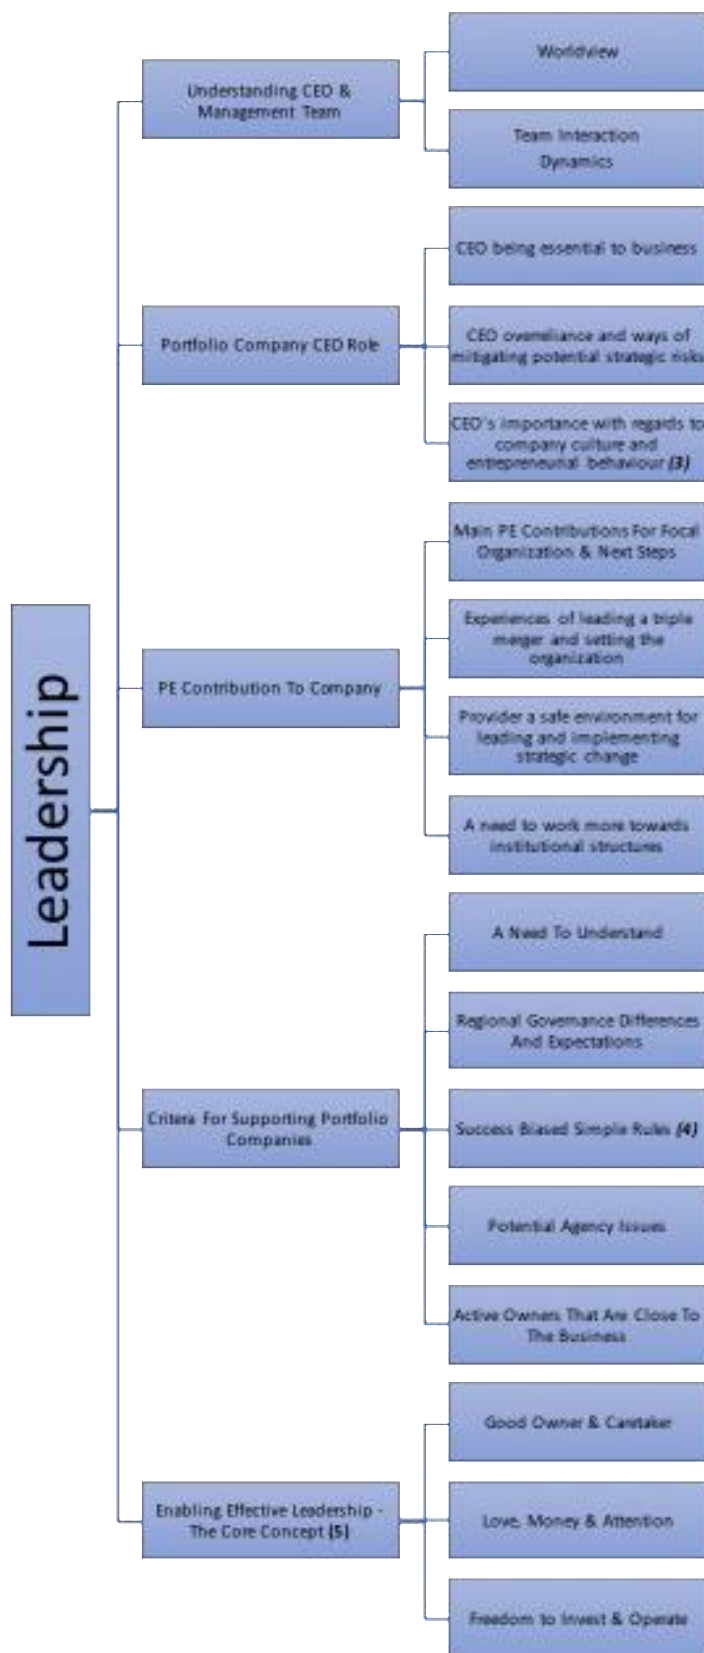 Leadership
Understanding CEO &
Management Team
Worldview
Team Interaction
Dynamics
Portfolio Company CEO Role
CEO being essential to business
CEO overreliance and ways of
mitigating potential strategic risks
CEO's importance with regards to
company culture and
entrepreneurial behaviour (3)
PE Contribution To Company
Main PE Contributions For Focal
Organization & Next Steps
Experiences of leading a triple
merger and setting the
organization
Provider a safe environment for
leading and implementing
strategic change
A need to work more towards
institutional structures
Critera For Supporting Portfolio
Companies
A Need To Understand
Regional Governance Differences
And Expectations
Success Biased Simple Rules (4)
Potential Agency Issues
Active Owners That Are Close To
The Business
Enabling Effective Leadership -
The Core Concept (5)
Good Owner & Caretaker
Love, Money & Attention
Freedom to Invest & Operate